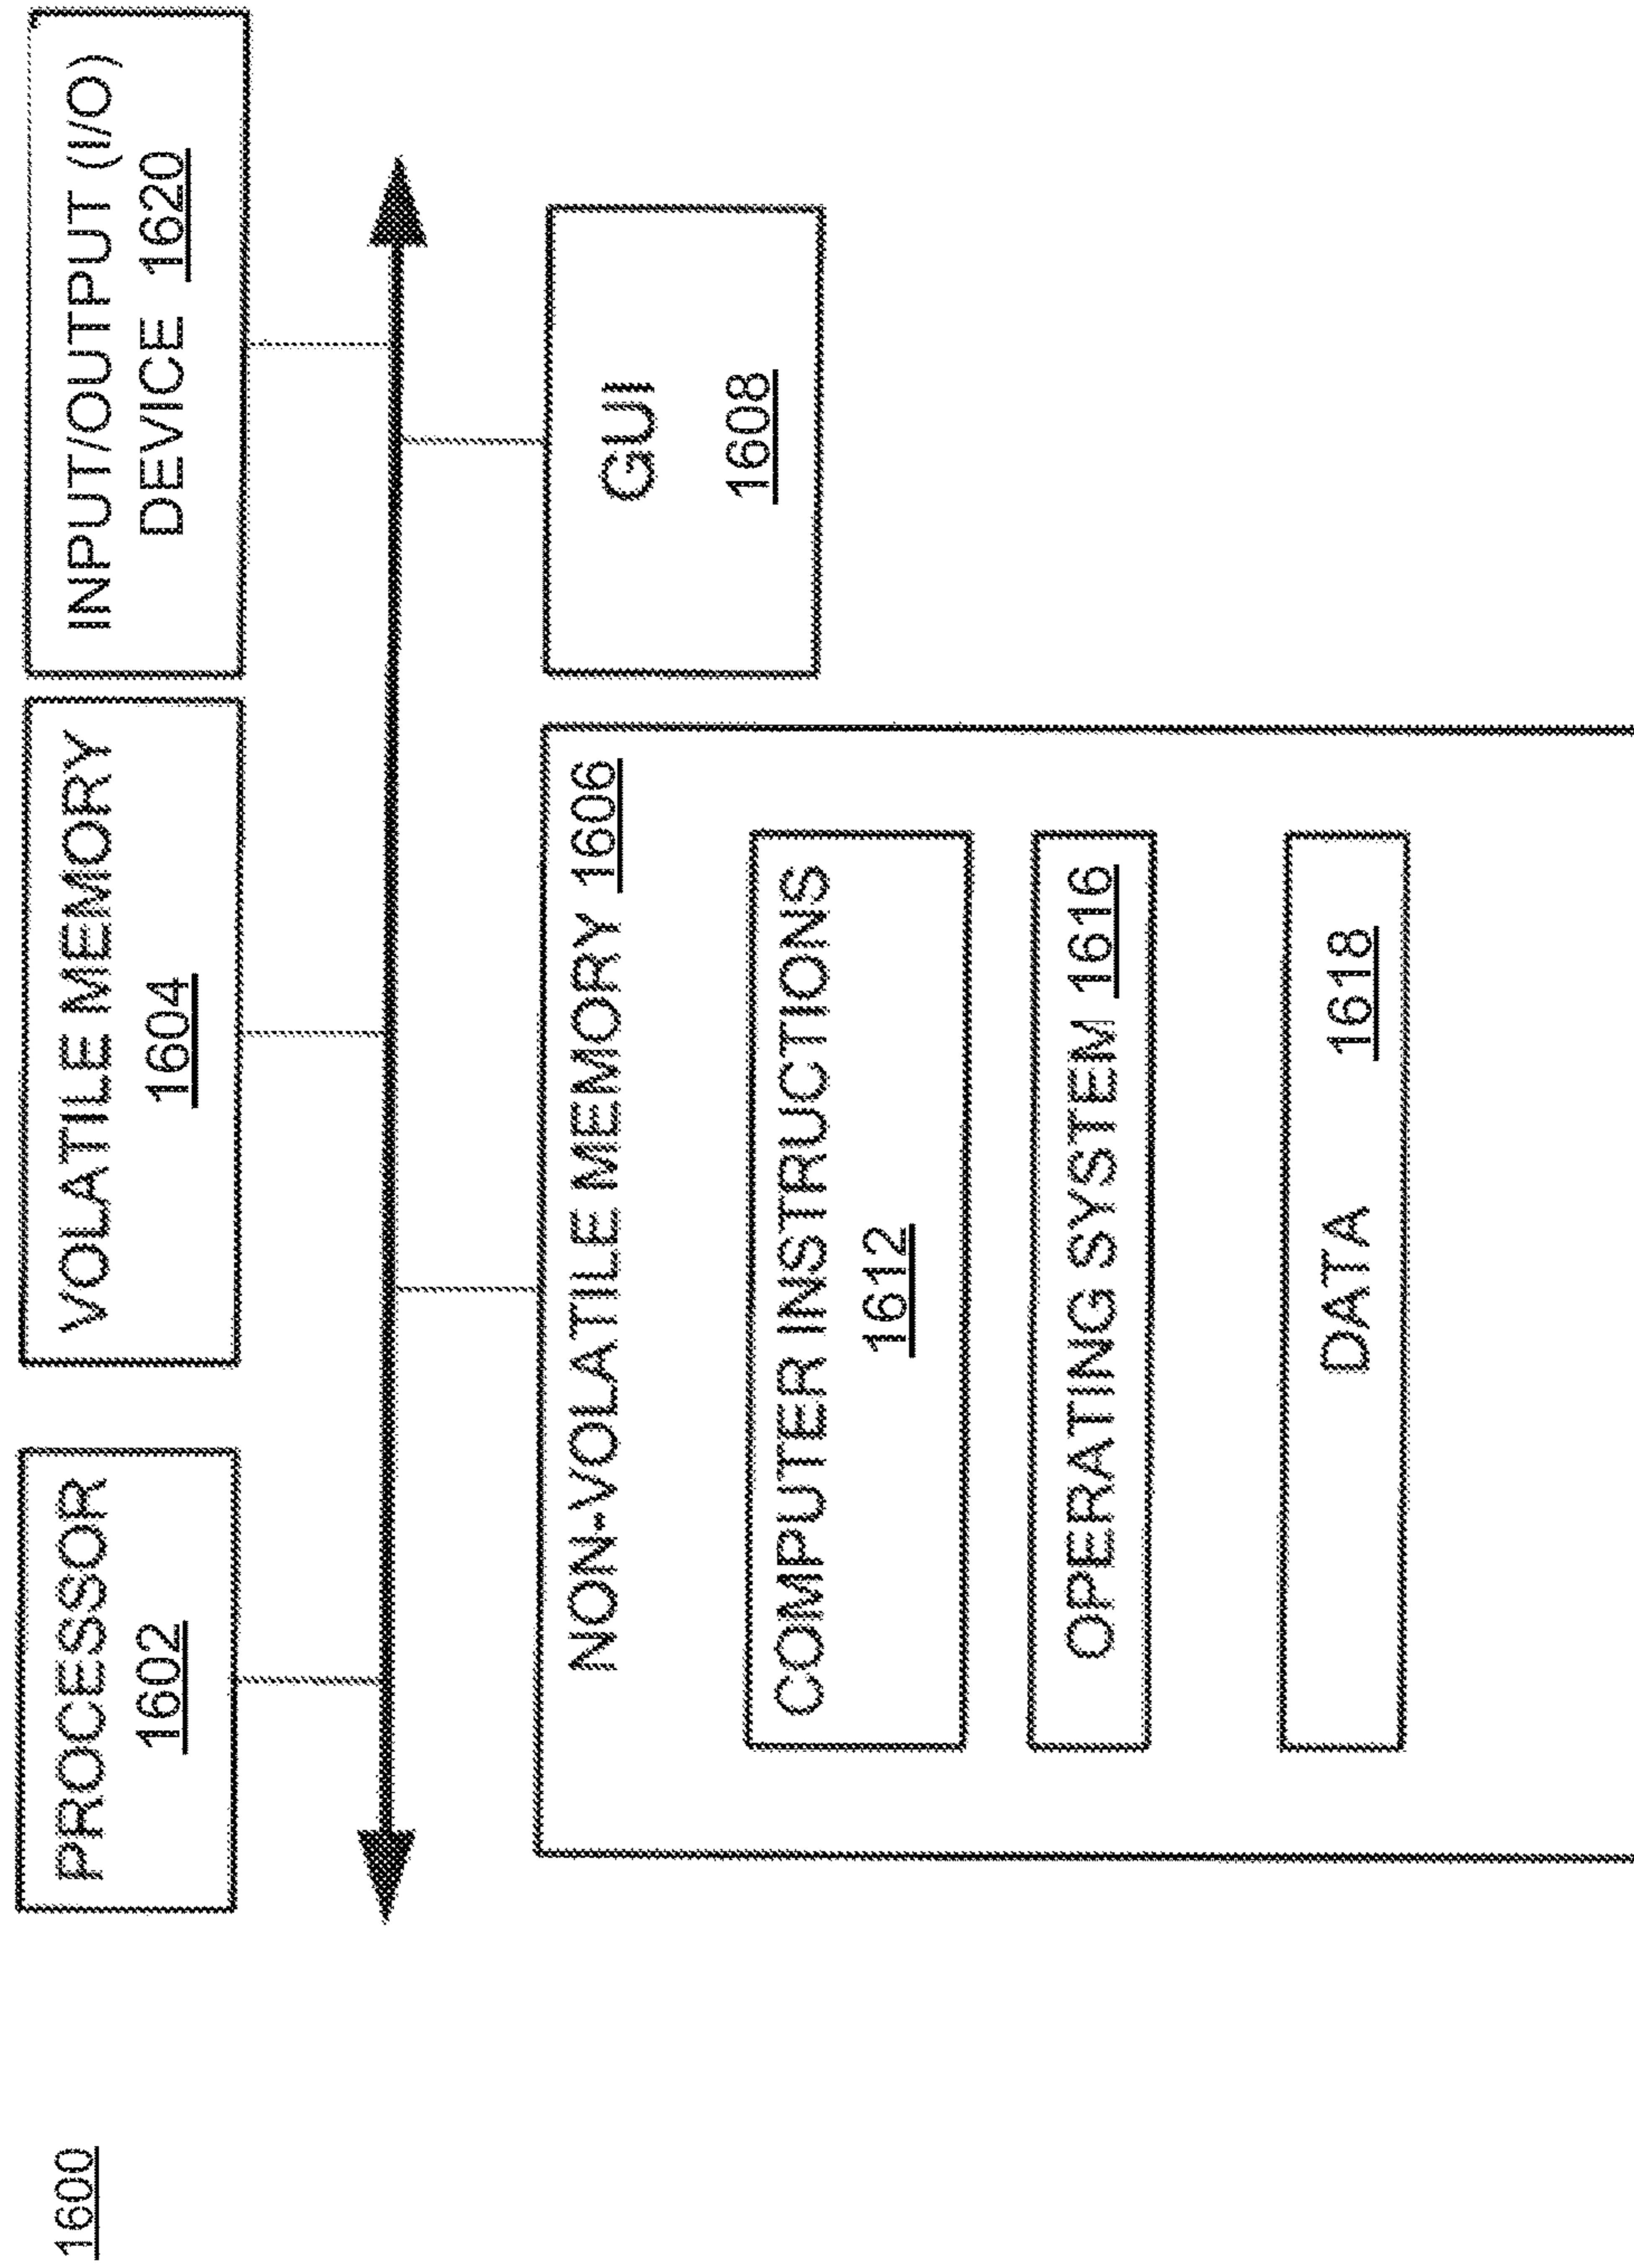 1600
PROCESSOR
1602
VOLATILE MEMORY
1604
INPUT/OUTPUT (I/O)
DEVICE 1620
NON-VOLATILE MEMORY 1606
COMPUTER INSTRUCTIONS
1612
OPERATING SYSTEM 1616
DATA 1618
GUI
1608